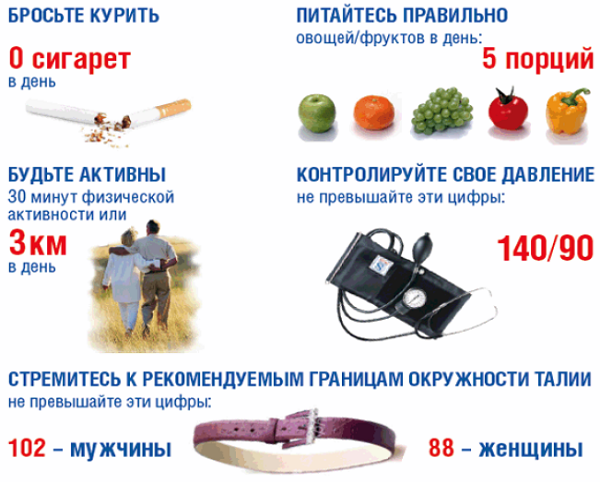 БРОСЬТЕ КУРИТЬ
0 сигарет
в день
ПИТАЙТЕСЬ ПРАВИЛЬНО
овощей/фруктов в день:
5 порций
БУДЬТЕ АКТИВНЫ
30 минут физической
активности или
3км
в день
КОНТРОЛИРУЙТЕ СВОЕ ДАВЛЕНИЕ
не превышайте эти цифры:
140/90
СТРЕМИТЕСЬ К РЕКОМЕНДУЕМЫМ ГРАНИЦАМ ОКРУЖНОСТИ ТАЛИИ
не превышайте эти цифры:
102 – мужчины
88 – женщины